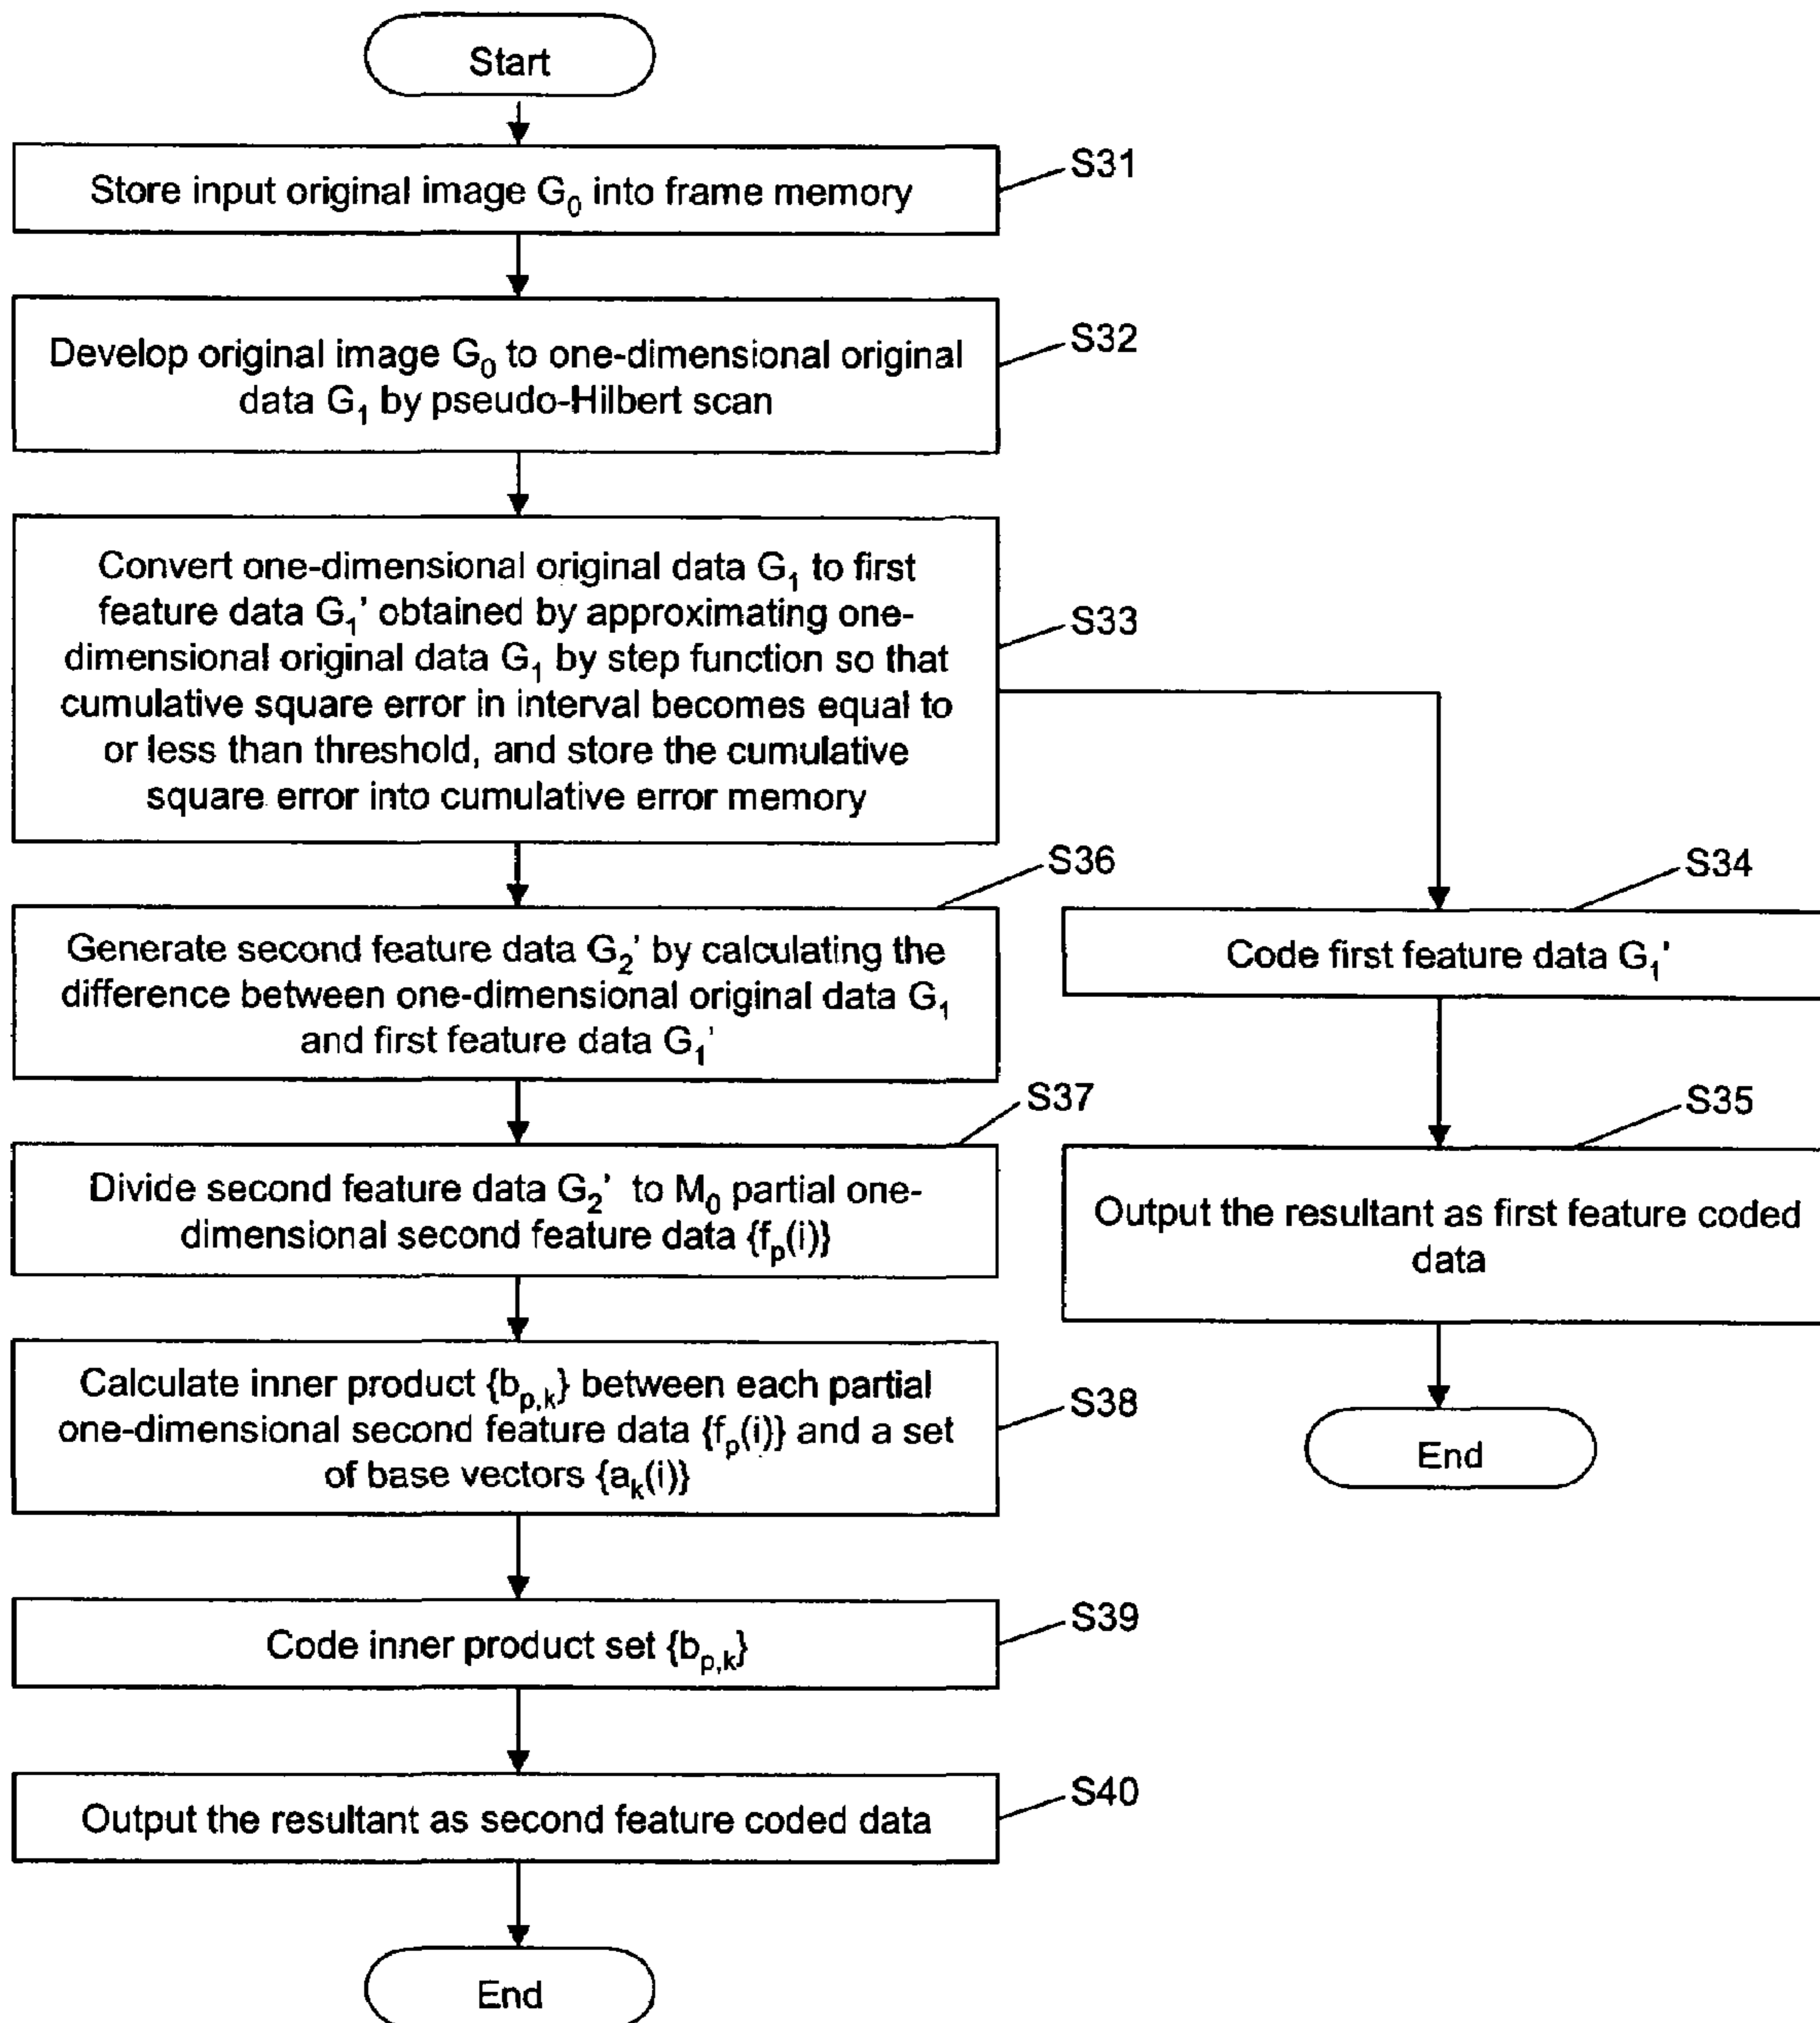 Start
Store input original image G₀ into frame memory
S31
Develop original image G₀ to one-dimensional original
data G₁ by pseudo-Hilbert scan
S32
Convert one-dimensional original data G₁ to first
feature data G₁' obtained by approximating one-
dimensional original data G₁ by step function so that
cumulative square error in interval becomes equal to
or less than threshold, and store the cumulative
square error into cumulative error memory
S33
S36
Generate second feature data G₂' by calculating the
difference between one-dimensional original data G₁
and first feature data G₁'
S37
Divide second feature data G₂' to M₀ partial one-
dimensional second feature data {fₚ(i)}
Calculate inner product {b_{p,k}} between each partial
one-dimensional second feature data {fₚ(i)} and a set
of base vectors {aₖ(i)}
S38
Code inner product set {b_{p,k}}
S39
Output the resultant as second feature coded data
S40
End
S34
Code first feature data G₁'
S35
Output the resultant as first feature coded
data
End